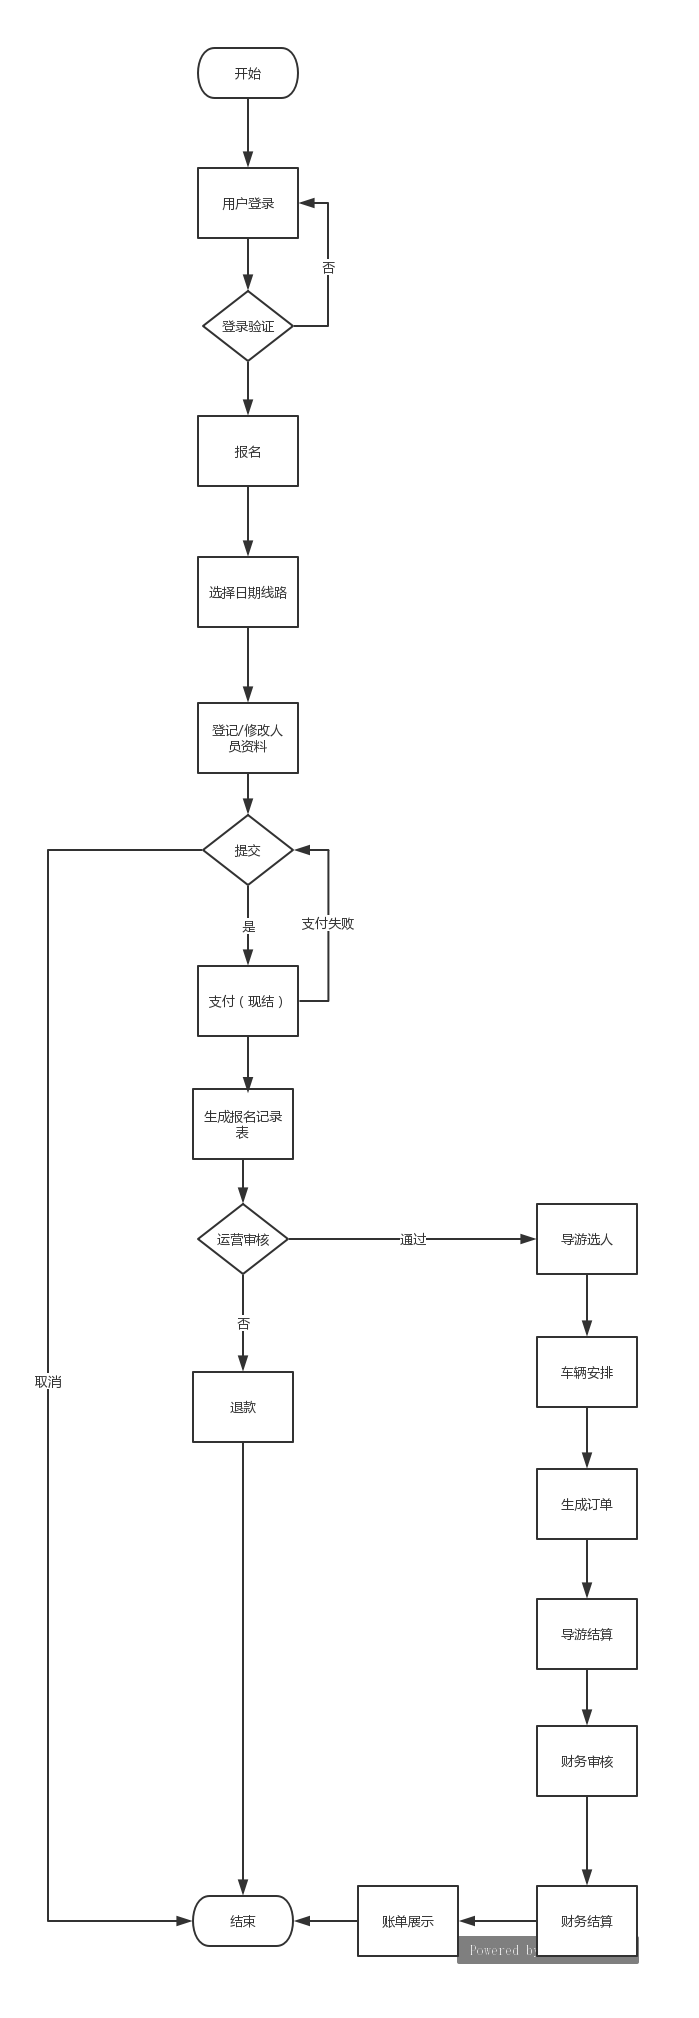 开始
用户登录
否
登录验证
报名
选择日期线路
登记/修改人
员资料
提交
是
支付失败
支付（现结）
生成报名记录
表
运营审核
通过
导游选人
否
车辆安排
取消
退款
生成订单
导游结算
财务审核
结束
账单展示
财务结算
Powered by